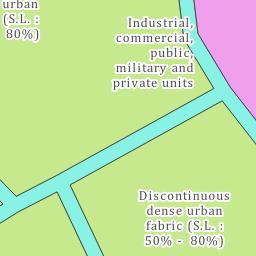 urban
(S.L. :
80%)
Industrial,
commercial,
public,
military and
private units
Discontinuous
dense urban
fabric (S.L. :
50% - 80%)